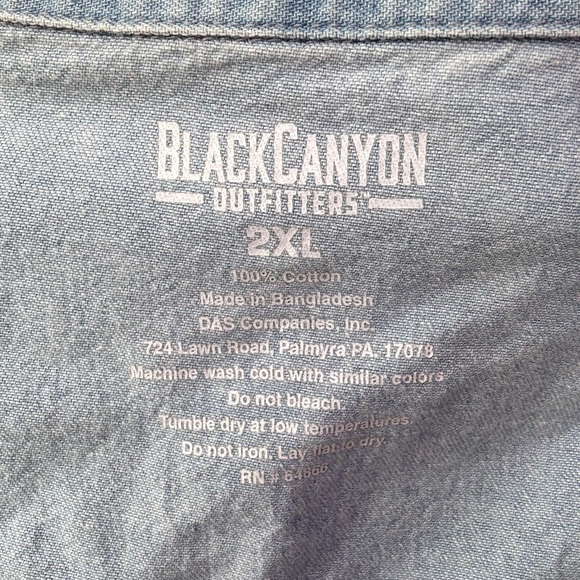 BLACKCANYON
OUTFITTERS™
2XL
100% Cotton
Made in Bangladesh
DAS Companies, Inc.
724 Lawn Road, Palmyra PA. 17078
Machine wash cold with similar colors
Do not bleach.
Tumble dry at low temperatures
Do not iron. Lay flat to dry.
RN #